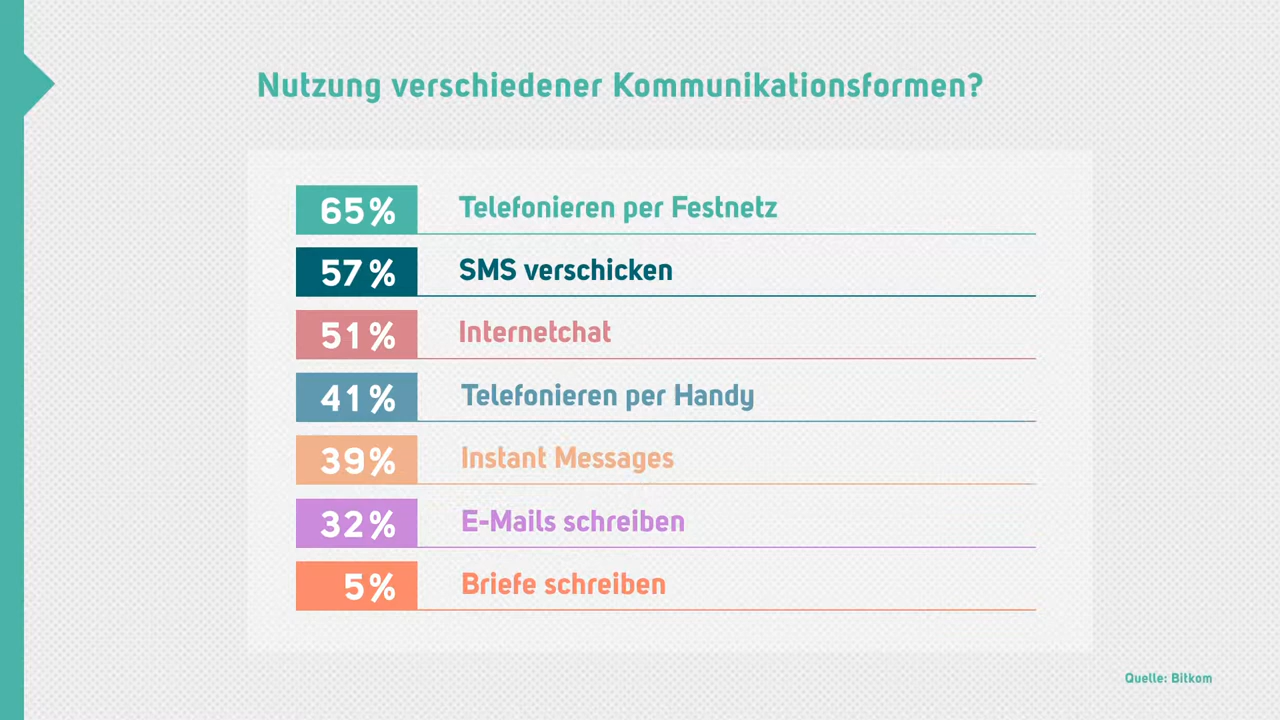 Nutzung verschiedener Kommunikationsformen?
65% Telefonieren per Festnetz
57% SMS verschicken
51% Internetchat
41% Telefonieren per Handy
39% Instant Messages
32% E-Mails schreiben
5% Briefe schreiben
Quelle: Bitkom